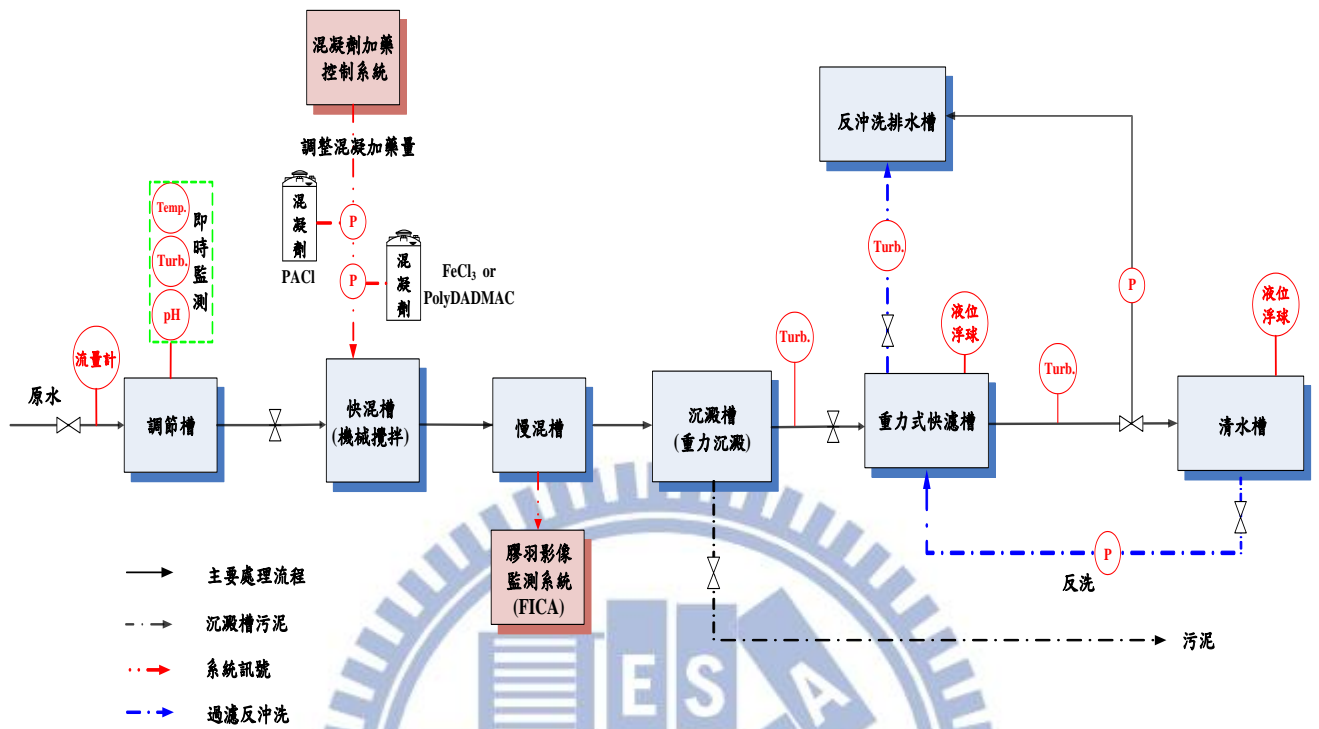 混凝劑加藥
控制系統
調整混凝加藥量
混凝劑
PACl
P
P
混凝劑
FeCl₃ or
PolyDADMAC
Temp.
Turb.
pH
即時監測
流量計
原水
調節槽
快混槽
(機械攪拌)
慢混槽
膠羽影像
監測系統
(FICA)
沉澱槽
(重力沉澱)
Turb.
反沖洗排水槽
Turb.
液位
浮球
重力式快濾槽
Turb.
P
液位
浮球
清水槽
P
反洗
污泥
主要處理流程
沉澱槽污泥
系統訊號
過濾反沖洗
ESA